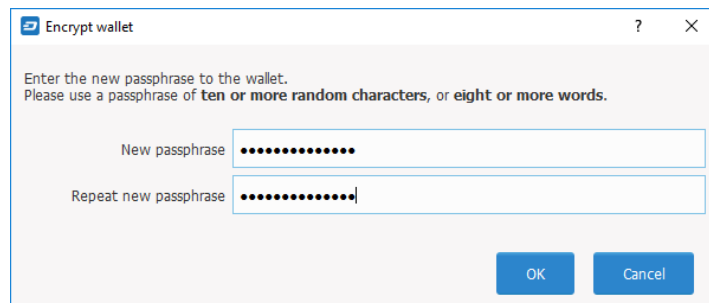 Encrypt wallet
Enter the new passphrase to the wallet.
Please use a passphrase of ten or more random characters, or eight or more words.
New passphrase ●●●●●●●●●●●●●●
Repeat new passphrase ●●●●●●●●●●●●●●
OK Cancel